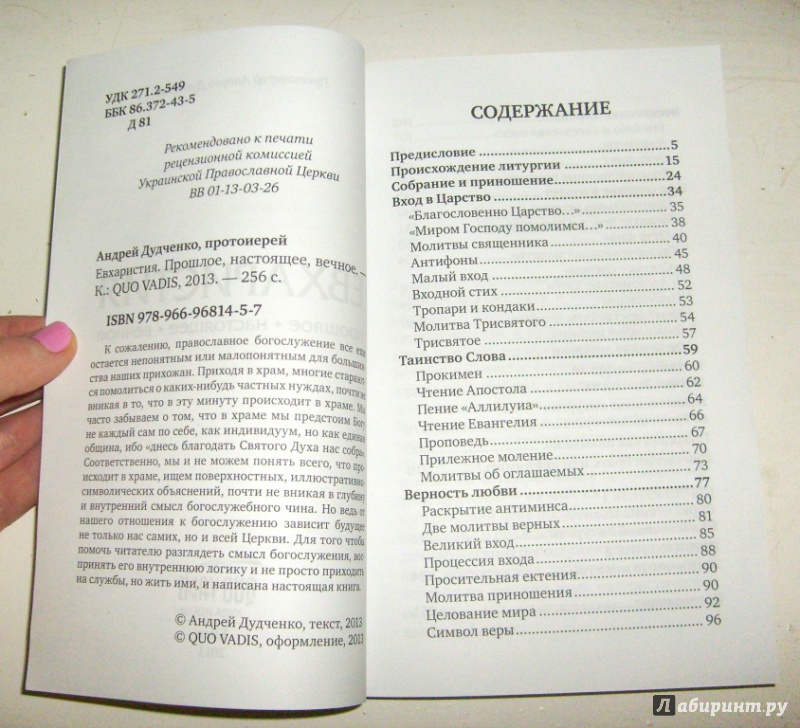 УДК 271.2-549
ББК 86.372-43-5
Д 81
Рекомендовано к печати
рецензионной комиссией
Украинской Православной Церкви
ВВ 01-13-03-26
Андрей Дудченко, протоиерей
Евхаристия. Прошлое, настоящее, вечное. —
К.: QUO VADIS, 2013. — 256 с.
ISBN 978-966-96814-5-7
К сожалению, православное богослужение все еще
остается непонятным или малопонятным для большин-
ства наших прихожан. Приходя в храм, многие стараю
ся помолиться о каких-нибудь частных нуждах, почти не
вникая в то, что в эту минуту происходит в храме. Мы
часто забываем о том, что в храме мы предстоим Богу
не каждый сам по себе, как индивидуум, но как единая
община, ибо «днесь благодать Святого Духа нас собра».
Соответственно, мы и не можем понять всего, что про-
исходит в храме, ищем поверхностных, иллюстративно-
символических объяснений, почти не вникая в глубину
и внутренний смысл богослужебного чина. Но ведь от
нашего отношения к богослужению зависит будущее
не только нас самих, но и всей Церкви. Для того чтобы
помочь читателю разглядеть смысл богослужения, вос-
принять его внутреннюю логику и не просто приходить
на службы, но жить ими, и написана настоящая книга.
© Андрей Дудченко, текст, 2013
© QUO VADIS, оформление, 2013
СОДЕРЖАНИЕ
Предисловие 5
Происхождение литургии 15
Собрание и приношение 24
Вход в Царство 34
«Благословенно Царство…» 35
«Миром Господу помолимся…» 38
Молитвы священника 40
Антифоны 45
Малый вход 48
Входной стих 52
Тропари и кондаки 53
Молитва Трисвятого 54
Трисвятое 57
Таинство Слова 59
Прокимен 60
Чтение Апостола 62
Пение «Аллилуиа» 64
Чтение Евангелия 66
Проповедь 67
Прилежное моление 70
Молитвы об оглашаемых 73
Верность любви 77
Раскрытие антиминса 80
Две молитвы верных 81
Великий вход 85
Процессия входа 88
Просительная ектения 90
Молитва приношения 90
Целование мира 92
Символ веры 96
Лабиринт.ру